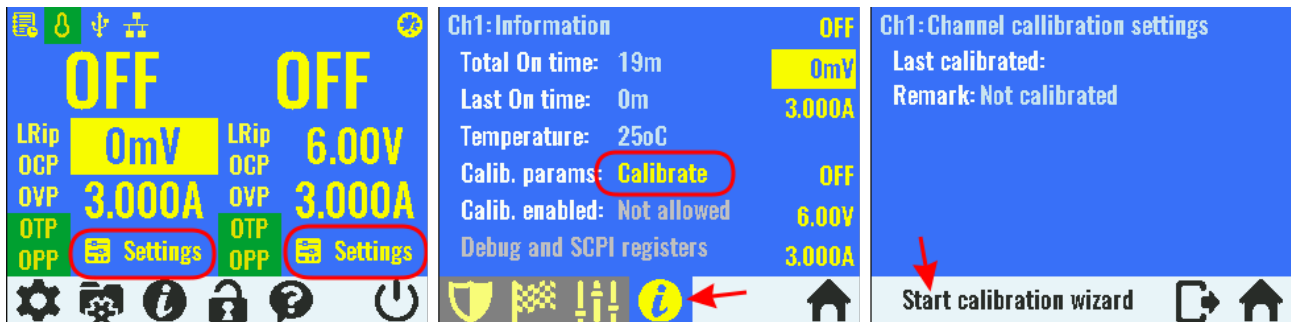 OFF OFF
LRip 0mV LRip 6.00V
OCP OCP
OVP 3.000A OVP 3.000A
OTP OTP
OPP Settings OPP Settings
Ch1:Information OFF
Total On time: 19m 0mV
Last On time: 0m 3.000A
Temperature: 25oC
Calib. params: Calibrate OFF
Calib. enabled: Not allowed 6.00V
Debug and SCPI registers 3.000A
Ch1:Channel callibration settings
Last calibrated:
Remark: Not calibrated
Start calibration wizard